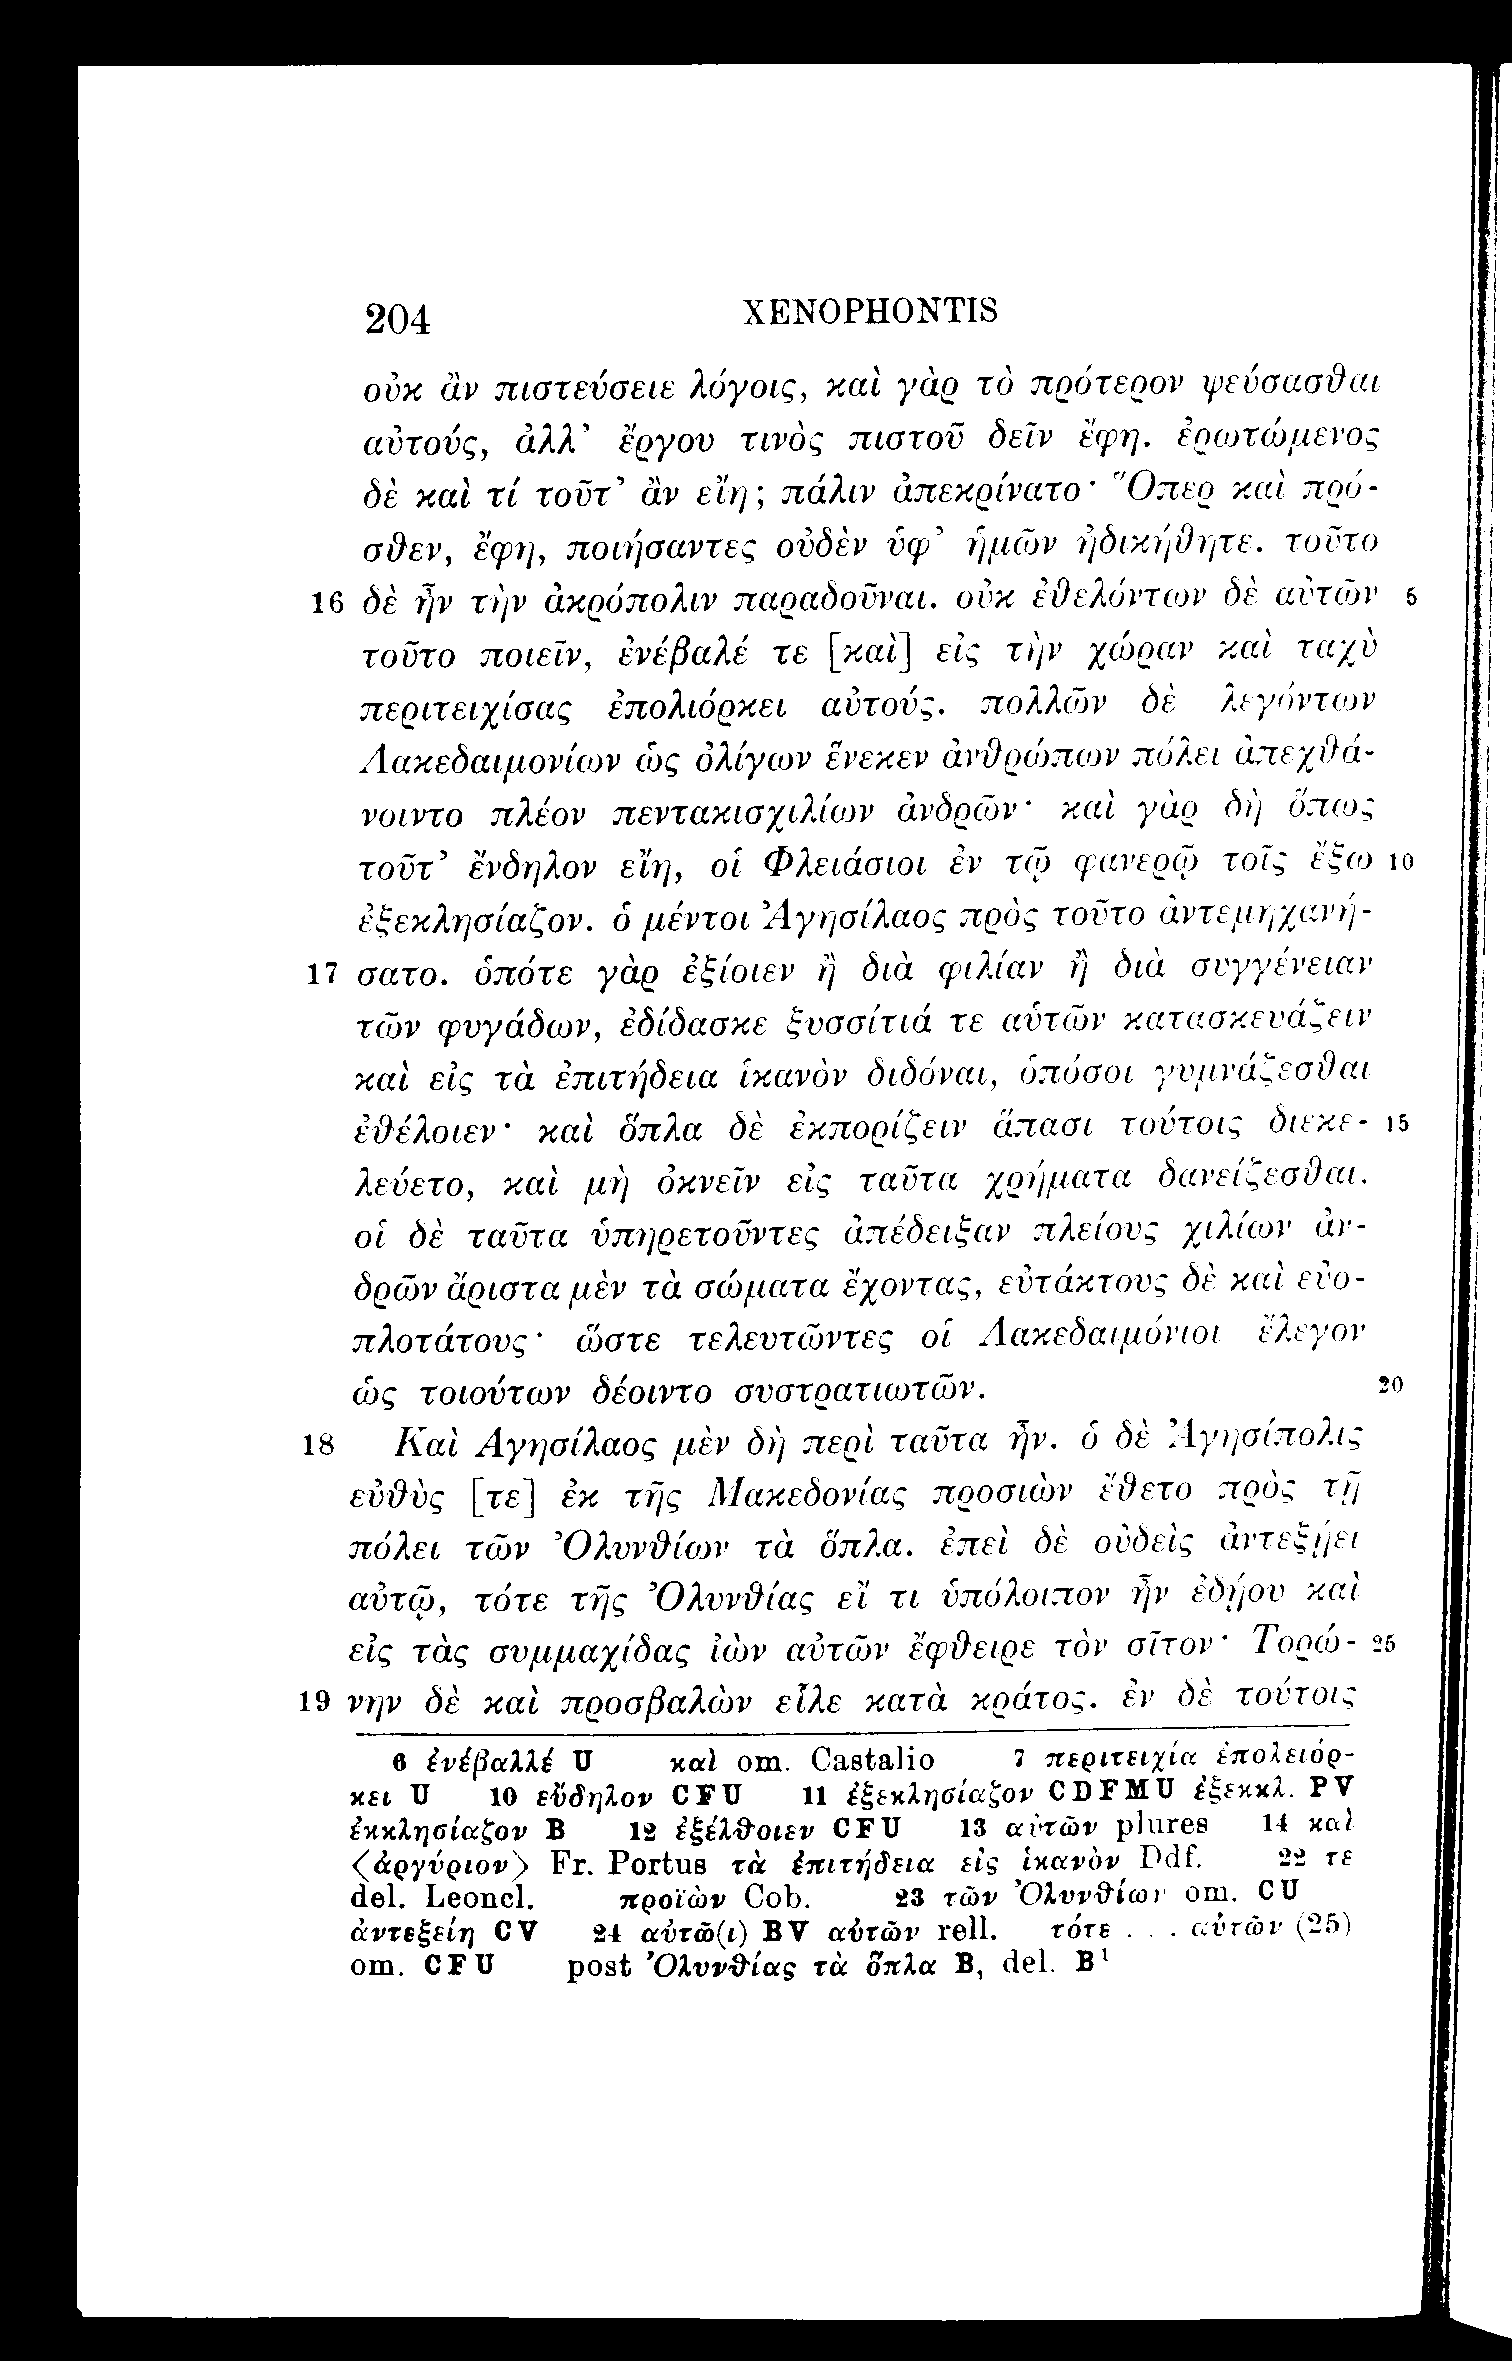 204 XENOPHONTIS
οὐκ ἂν πιστεύσειε λόγοις, καὶ γὰρ τὸ πρότερον ψεύσασθαι
αὐτούς, ἀλλ’ ἔργου τινὸς πιστοῦ δεῖν ἔφη. ἐρωτώμενος
δὲ καὶ τί τοῦτ’ ἂν εἴη; πάλιν ἀπεκρίνατο· Ὅπερ καὶ πρό-
σθεν, ἔφη, ποιήσαντες οὐδὲν ὑφ’ ἡμῶν ἠδικήθητε. τοῦτο
16 δὲ ἦν τὴν ἀκρόπολιν παραδοῦναι. οὐκ ἐθελόντων δὲ αὐτῶν 5
τοῦτο ποιεῖν, ἐνέβαλέ τε [καὶ] εἰς τὴν χώραν καὶ ταχὺ
περιτειχίσας ἐπολιόρκει αὐτούς. πολλῶν δὲ λεγόντων
Λακεδαιμονίων ὡς ὀλίγων ἕνεκεν ἀνθρώπων πόλει ἀπεχθά-
νοιντο πλέον πεντακισχιλίων ἀνδρῶν· καὶ γὰρ δὴ ὅπως
τοῦτ’ ἔνδηλον εἴη, οἱ Φλειάσιοι ἐν τῷ φανερῷ τοῖς ἔξω 10
ἐξεκλησίαζον. ὁ μέντοι Ἀγησίλαος πρὸς τοῦτο ἀντεμηχανή-
17 σατο. ὁπότε γὰρ ἐξίοιεν ἢ διὰ φιλίαν ἢ διὰ συγγένειαν
τῶν φυγάδων, ἐδίδασκε ξυσσίτιά τε αὑτῶν κατασκευάζειν
καὶ εἰς τὰ ἐπιτήδεια ἱκανὸν διδόναι, ὁπόσοι γυμνάζεσθαι
ἐθέλοιεν· καὶ ὅπλα δὲ ἐκπορίζειν ἅπασι τούτοις διεκε- 15
λεύετο, καὶ μὴ ὀκνεῖν εἰς ταῦτα χρήματα δανείζεσθαι.
οἱ δὲ ταῦτα ὑπηρετοῦντες ἀπέδειξαν πλείους χιλίων ἀν-
δρῶν ἄριστα μὲν τὰ σώματα ἔχοντας, εὐτάκτους δὲ καὶ εὐο-
πλοτάτους· ὥστε τελευτῶντες οἱ Λακεδαιμόνιοι ἔλεγον
ὡς τοιούτων δέοιντο συστρατιωτῶν. 20
18 Καὶ Ἀγησίλαος μὲν δὴ περὶ ταῦτα ἦν. ὁ δὲ Ἀγησίπολις
εὐθὺς [τε] ἐκ τῆς Μακεδονίας προσιὼν ἔθετο πρὸς τῇ
πόλει τῶν Ὀλυνθίων τὰ ὅπλα. ἐπεὶ δὲ οὐδεὶς ἀντεξῄει
αὐτῷ, τότε τῆς Ὀλυνθίας εἴ τι ὑπόλοιπον ἦν ἐδῄου καὶ
εἰς τὰς συμμαχίδας ἰὼν αὐτῶν ἔφθειρε τὸν σῖτον· Τορώ- 25
19 νην δὲ καὶ προσβαλὼν εἷλε κατὰ κράτος. ἐν δὲ τούτοις
6 ἐνέβαλλέ U καὶ om. Castalio 7 περιτειχία ἐπολειόρ-
κει U 10 εὔδηλον CFU 11 ἐξεκλησίαζον CDFMU ἐξεκκλ. PV
ἐκκλησίαζον B 12 ἐξέλθοιεν CFU 13 αὐτῶν plures 14 καὶ
⟨ἀργύριον⟩ Fr. Portus τὰ ἐπιτήδεια εἰς ἱκανὸν Ddf. 22 τε
del. Leoncl. προϊὼν Cob. 23 τῶν Ὀλυνθίων om. CU
ἀντεξείη CV 24 αὐτῶ(ι) BV αὐτῶν rell. τότε . . . αὐτῶν (25)
om. CFU post Ὀλυνθίας τὰ ὅπλα B, del. B¹